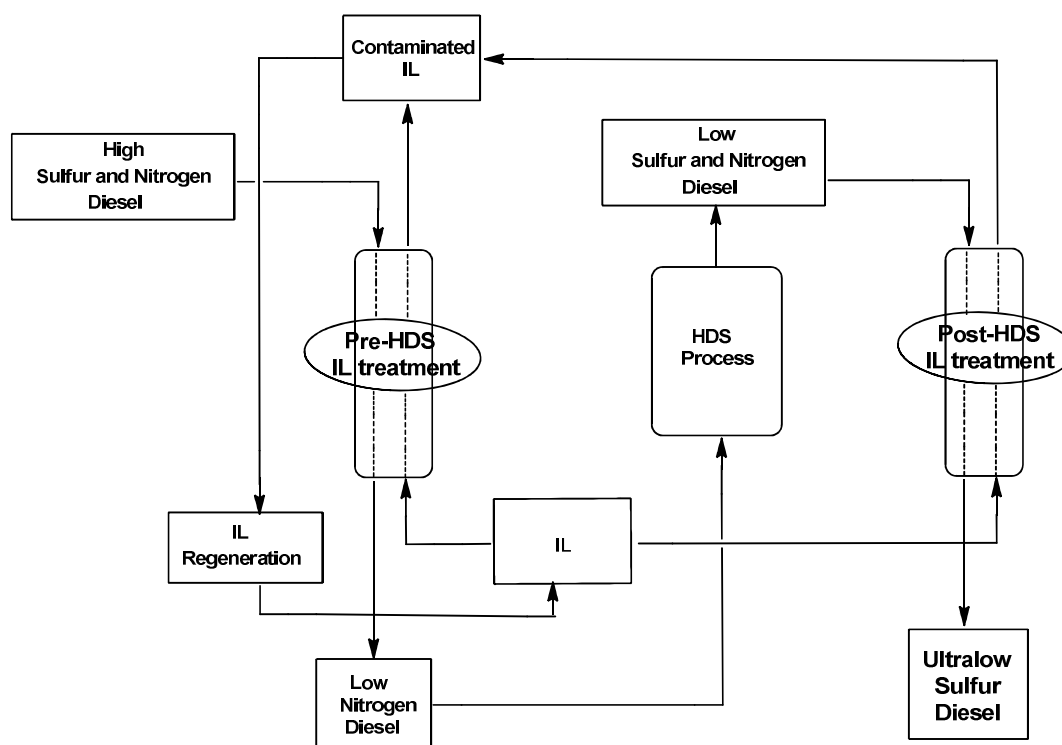 Contaminated
IL
High
Sulfur and Nitrogen
Diesel
Low
Sulfur and Nitrogen
Diesel
Pre-HDS
IL treatment
HDS
Process
Post-HDS
IL treatment
IL
Regeneration
IL
Low
Nitrogen
Diesel
Ultralow
Sulfur
Diesel